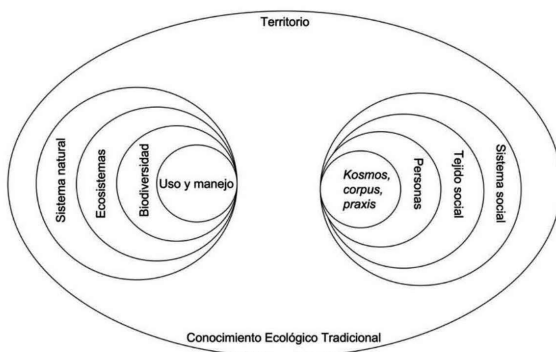 Territorio
Sistema natural
Ecosistemas
Biodiversidad
Uso y manejo
Kosmos,
corpus,
praxis
Personas
Tejido social
Sistema social
Conocimiento Ecológico Tradicional